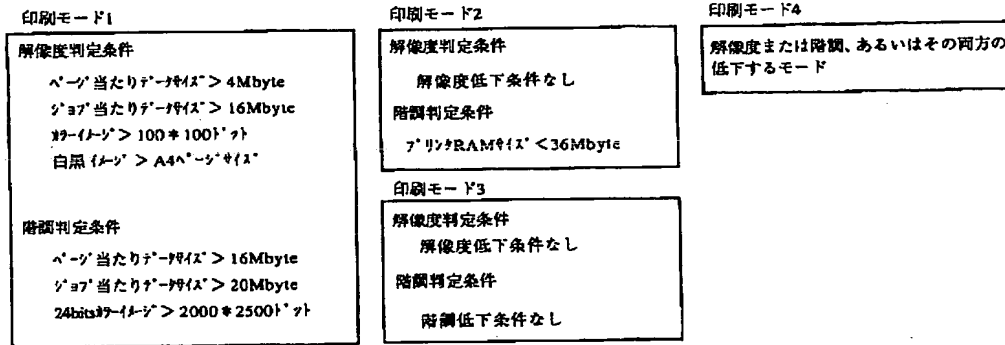 印刷モード1
解像度判定条件
ページ当たりデータサイズ > 4Mbyte
ジョブ当たりデータサイズ > 16Mbyte
カラーイメージ > 100*100ドット
白黒イメージ > A4ページサイズ
階調判定条件
ページ当たりデータサイズ > 16Mbyte
ジョブ当たりデータサイズ > 20Mbyte
24bitsカラーイメージ > 2000*2500ドット
印刷モード2
解像度判定条件
解像度低下条件なし
階調判定条件
プリンタRAMサイズ <36Mbyte
印刷モード3
解像度判定条件
解像度低下条件なし
階調判定条件
階調低下条件なし
印刷モード4
解像度または階調、あるいはその両方の
低下するモード